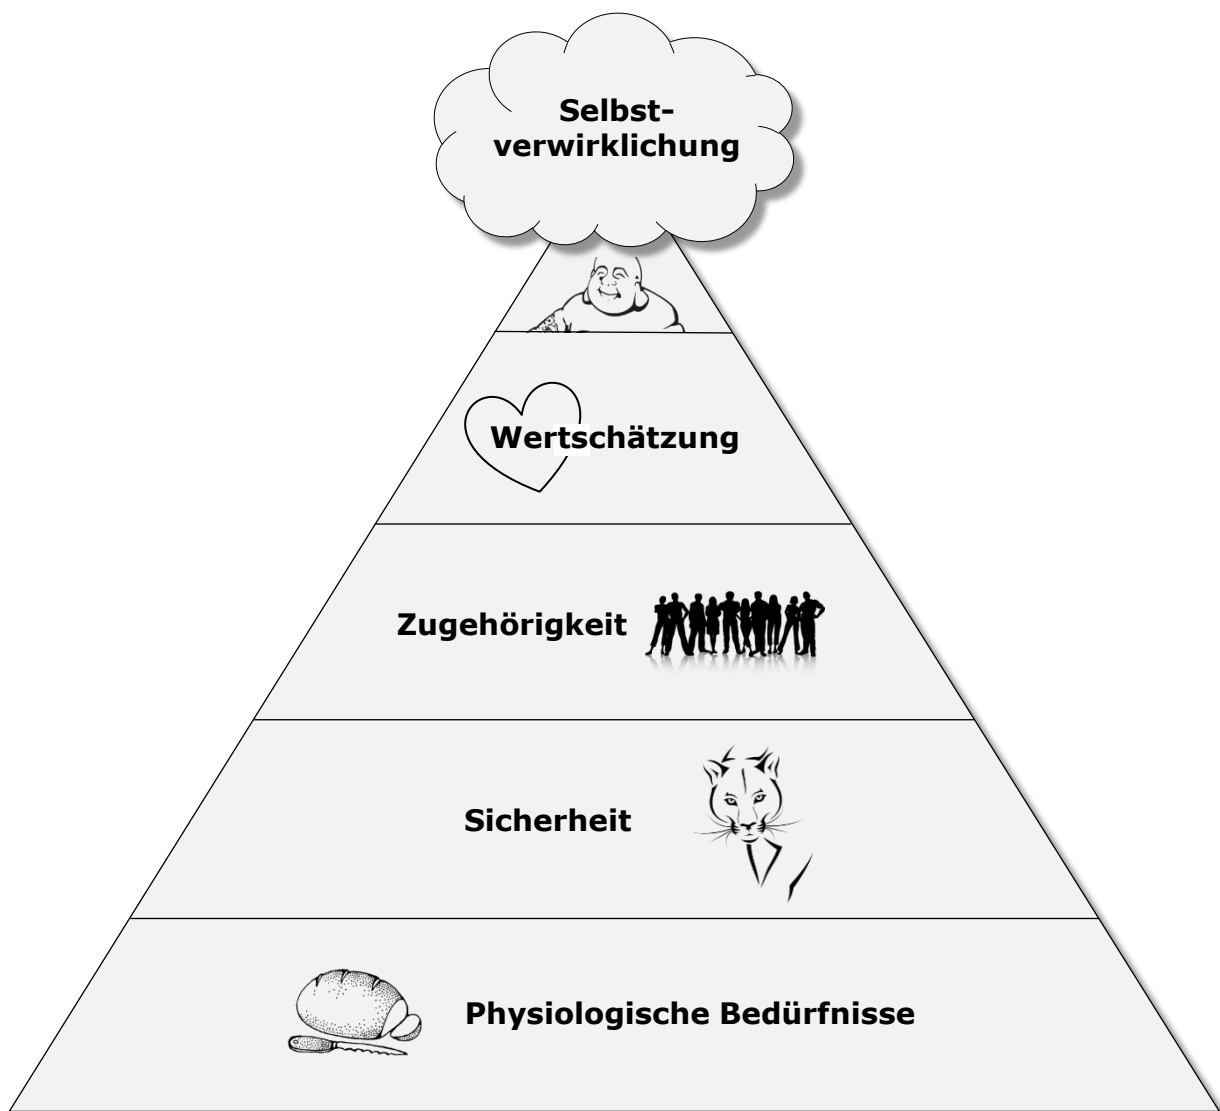 Selbst-
verwirklichung
Wertschätzung
Zugehörigkeit
Sicherheit
Physiologische Bedürfnisse